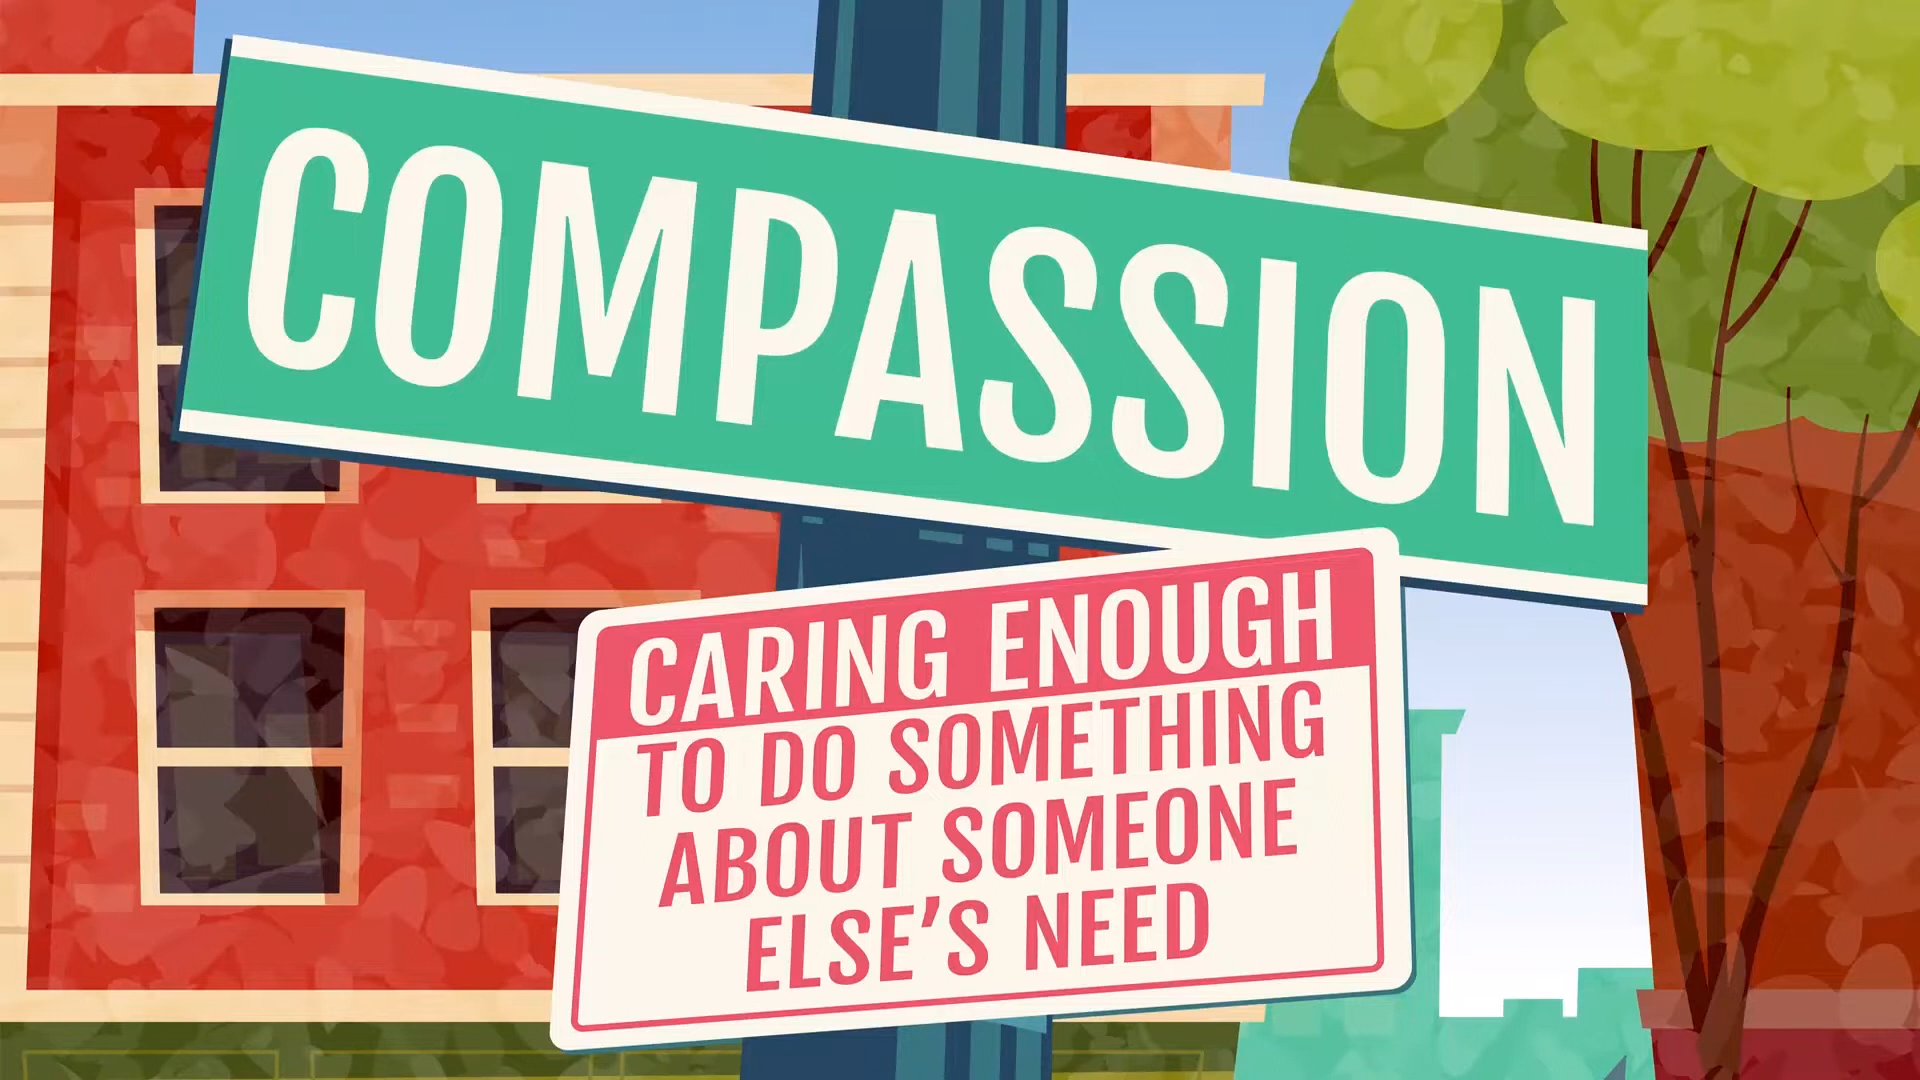 COMPASSION
CARING ENOUGH
TO DO SOMETHING
ABOUT SOMEONE
ELSE’S NEED